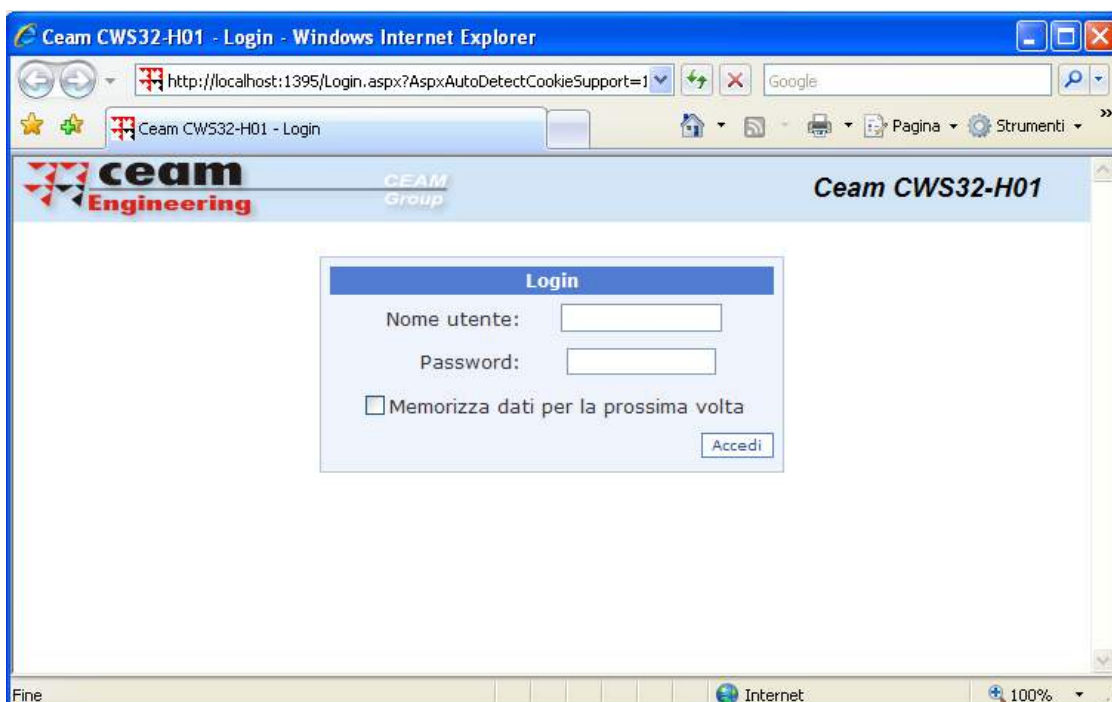 Ceam CWS32-H01 - Login - Windows Internet Explorer
http://localhost:1395/Login.aspx?AspxAutoDetectCookieSupport=1
Google
Ceam CWS32-H01 - Login
Pagina
Strumenti
»
ceam
Engineering
CEAM
Group
Ceam CWS32-H01
Login
Nome utente:
Password:
Memorizza dati per la prossima volta
Accedi
Fine
Internet
100%